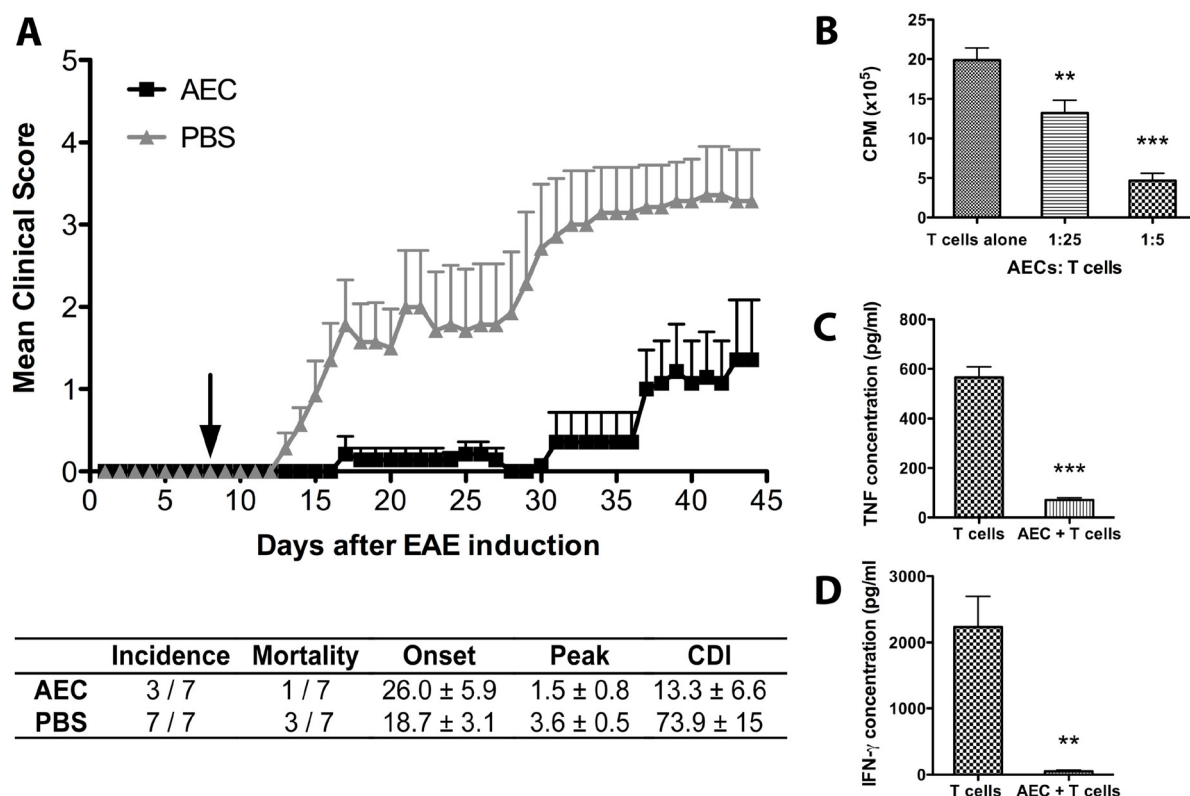 A
AEC
PBS
Mean Clinical Score
5
4
3
2
1
0
0 5 10 15 20 25 30 35 40 45
Days after EAE induction
Incidence Mortality Onset Peak CDI
AEC 3 / 7 1 / 7 26.0 ± 5.9 1.5 ± 0.8 13.3 ± 6.6
PBS 7 / 7 3 / 7 18.7 ± 3.1 3.6 ± 0.5 73.9 ± 15
B
CPM (x10⁵)
25
20
15
10
5
0
**
***
T cells alone 1:25 1:5
AECs: T cells
C
TNF concentration (pg/ml)
800
600
400
200
0
***
T cells AEC + T cells
D
IFN-γ concentration (pg/ml
3000
2000
1000
0
**
T cells AEC + T cells